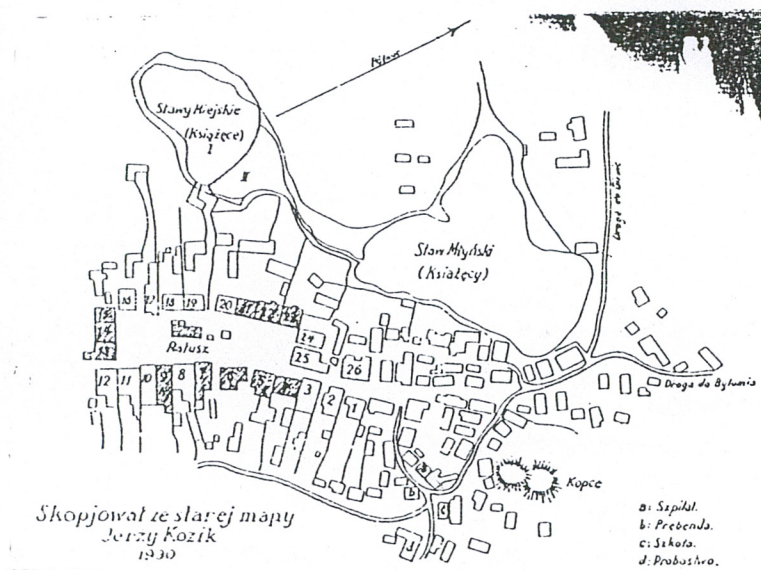 Północ
Stawy Miejskie
(Książęce)
I
II
Staw Młyński
(Książęcy)
16
17
18
19
20
24
25
26
Ratusz
12
11
10
9
8
3
2
1
Droga do Bytomia
Kopce
Skopjował ze starej mapy
Jerzy Kozik
1930
a: Szpital.
b: Prebenda.
c: Szkoła.
d: Probostwo.